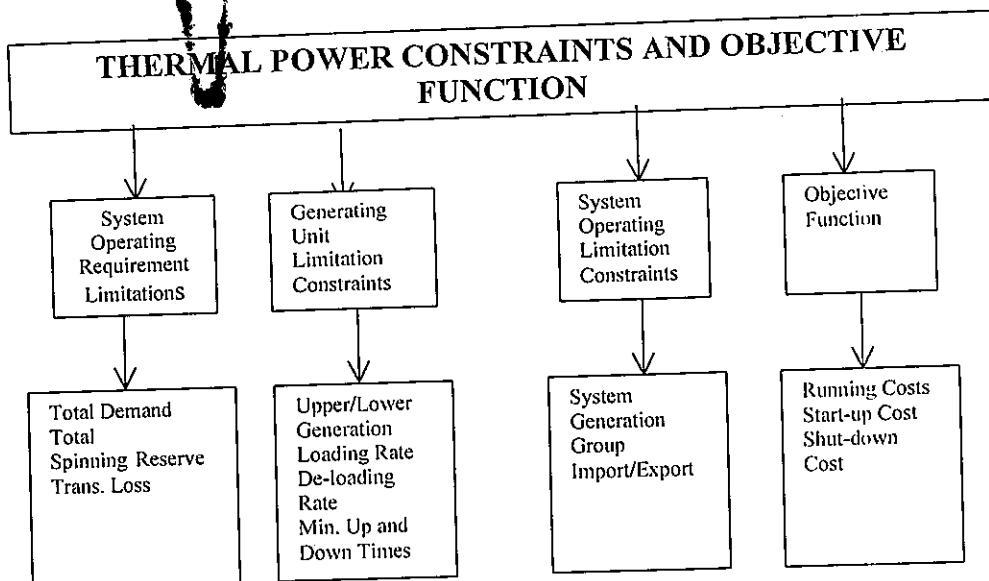 THERMAL POWER CONSTRAINTS AND OBJECTIVE
FUNCTION
System
Operating
Requirement
Limitations
Generating
Unit
Limitation
Constraints
System
Operating
Limitation
Constraints
Objective
Function
Total Demand
Total
Spinning Reserve
Trans. Loss
Upper/Lower
Generation
Loading Rate
De-loading
Rate
Min. Up and
Down Times
System
Generation
Group
Import/Export
Running Costs
Start-up Cost
Shut-down
Cost